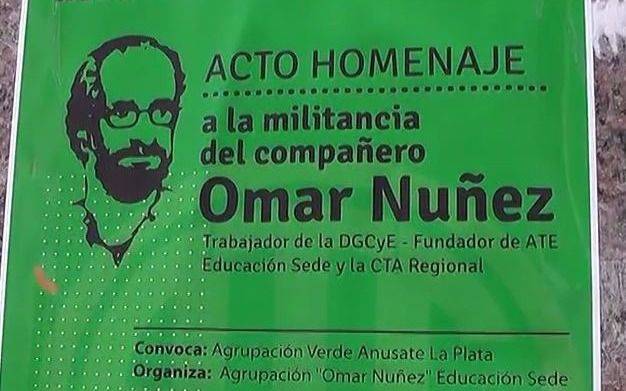 ACTO HOMENAJE
a la militancia
del compañero
Omar Nuñez
Trabajador de la DGCyE - Fundador de ATE
Educación Sede y la CTA Regional
Convoca: Agrupación Verde Anusate La Plata
Organiza: Agrupación "Omar Nuñez" Educación Sede